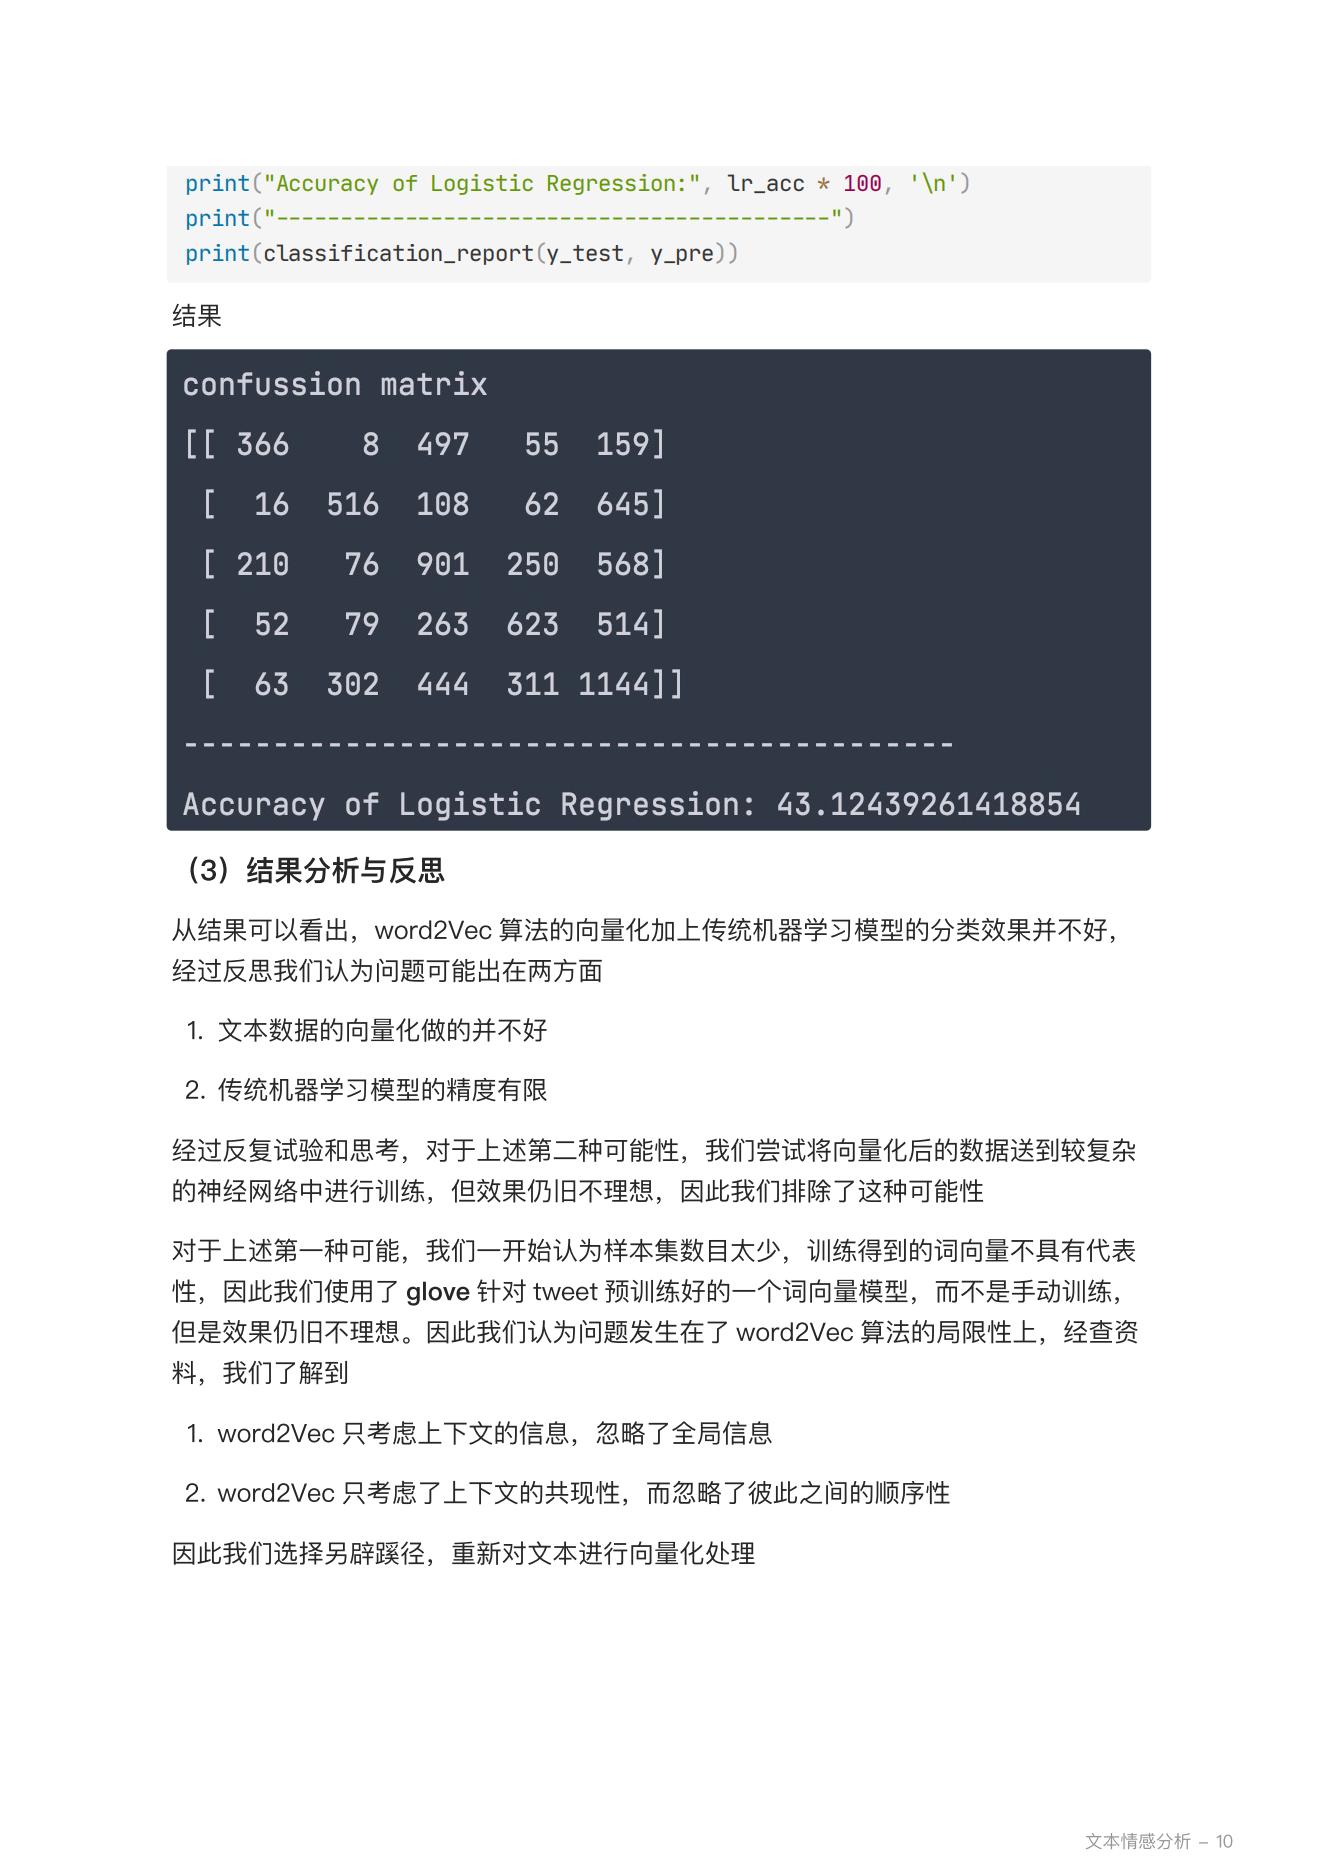 print("Accuracy of Logistic Regression:", lr_acc * 100, '\n')
print("-------------------------------------------")
print(classification_report(y_test, y_pre))
结果
confussion matrix
[[ 366    8  497   55  159]
 [  16  516  108   62  645]
 [ 210   76  901  250  568]
 [  52   79  263  623  514]
 [  63  302  444  311 1144]]
-------------------------------------------
Accuracy of Logistic Regression: 43.12439261418854
（3）结果分析与反思
从结果可以看出，word2Vec 算法的向量化加上传统机器学习模型的分类效果并不好，
经过反思我们认为问题可能出在两方面
1. 文本数据的向量化做的并不好
2. 传统机器学习模型的精度有限
经过反复试验和思考，对于上述第二种可能性，我们尝试将向量化后的数据送到较复杂
的神经网络中进行训练，但效果仍旧不理想，因此我们排除了这种可能性
对于上述第一种可能，我们一开始认为样本集数目太少，训练得到的词向量不具有代表
性，因此我们使用了 glove 针对 tweet 预训练好的一个词向量模型，而不是手动训练，
但是效果仍旧不理想。因此我们认为问题发生在了 word2Vec 算法的局限性上，经查资
料，我们了解到
1. word2Vec 只考虑上下文的信息，忽略了全局信息
2. word2Vec 只考虑了上下文的共现性，而忽略了彼此之间的顺序性
因此我们选择另辟蹊径，重新对文本进行向量化处理
文本情感分析 – 10